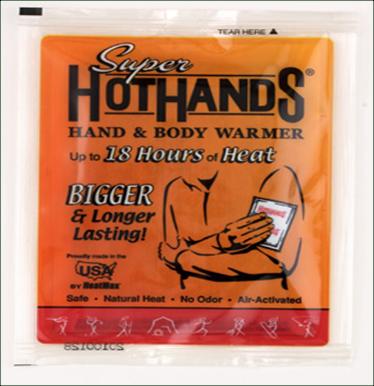 TEAR HERE ▲
Super
HOTHANDS®
HAND & BODY WARMER
Up to 18 Hours of Heat
BIGGER
& Longer
Lasting!
Proudly made in the
USA
BY HeatMax®
Safe • Natural Heat • No Odor • Air-Activated